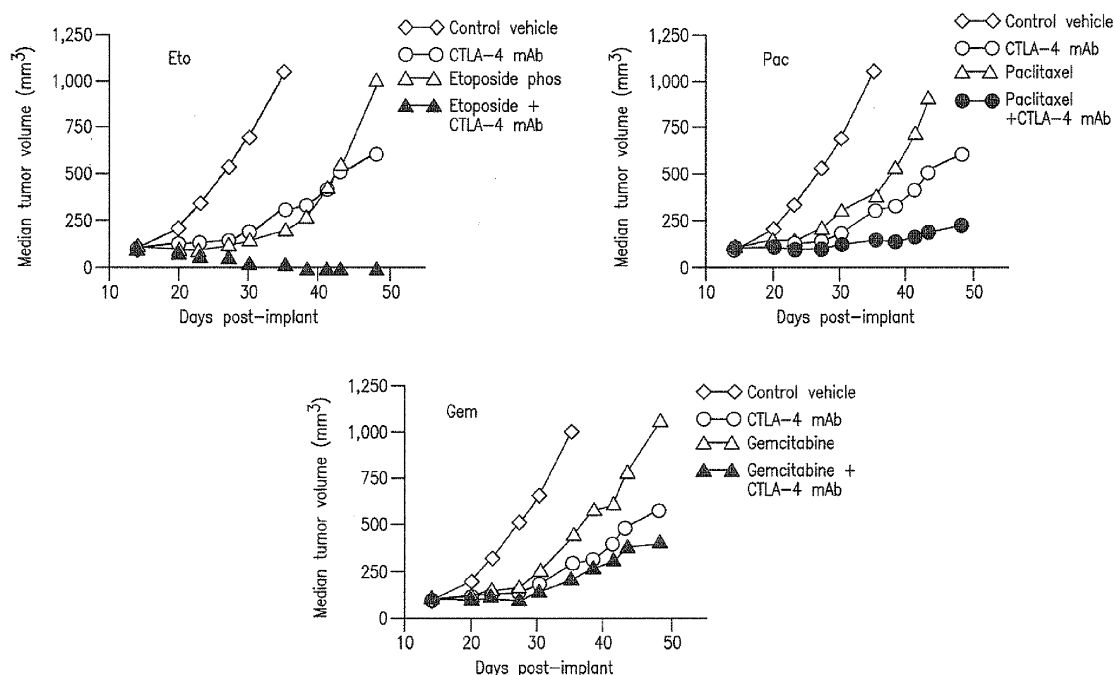 Eto
Median tumor volume (mm3)
1,250
1,000
750
500
250
0
10
20
30
40
50
Days post-implant
Control vehicle
CTLA-4 mAb
Etoposide phos
Etoposide +
CTLA-4 mAb
Pac
Median tumor volume (mm3)
1,250
1,000
750
500
250
0
10
20
30
40
50
Days post-implant
Control vehicle
CTLA-4 mAb
Paclitaxel
Paclitaxel
+CTLA-4 mAb
Gem
Median tumor volume (mm3)
1,250
1,000
750
500
250
0
10
20
30
40
50
Days post-implant
Control vehicle
CTLA-4 mAb
Gemcitabine
Gemcitabine +
CTLA-4 mAb